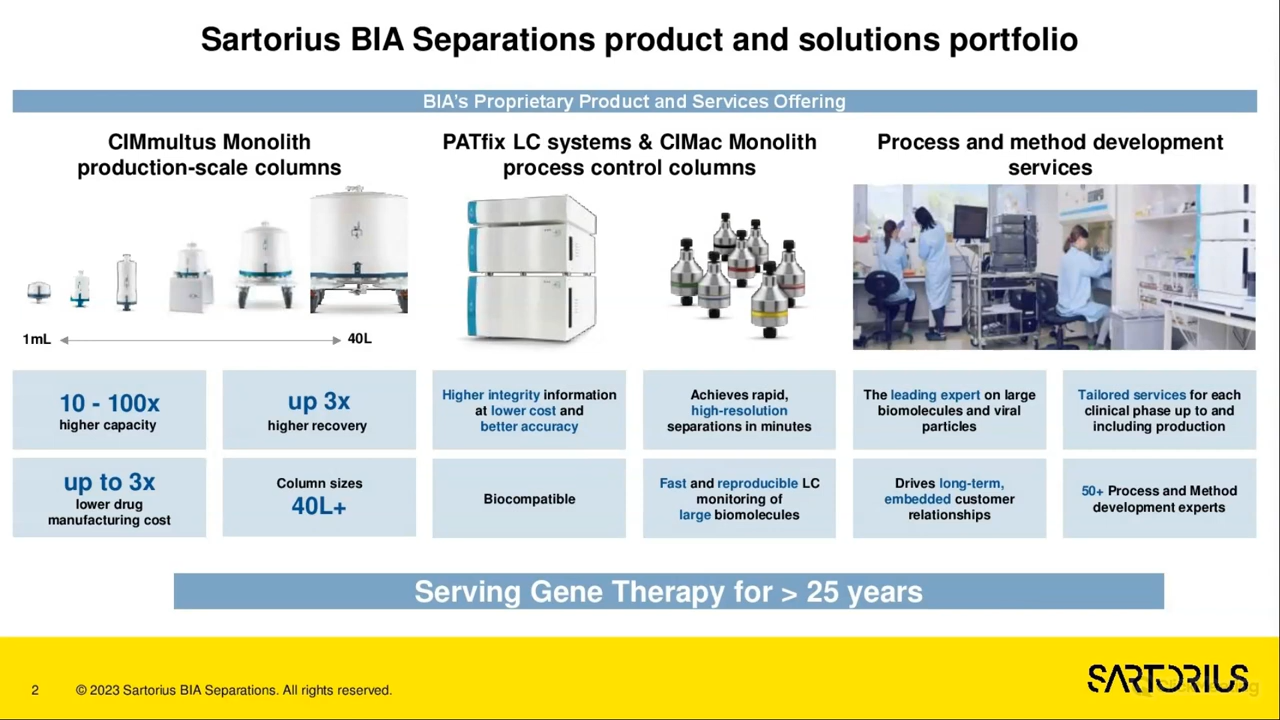 Sartorius BIA Separations product and solutions portfolio
BIA's Proprietary Product and Services Offering
CIMmultus Monolith
production-scale columns
1mL
40L
10 - 100x
higher capacity
up 3x
higher recovery
up to 3x
lower drug
manufacturing cost
Column sizes
40L+
PATfix LC systems & CIMac Monolith
process control columns
Higher integrity information
at lower cost and
better accuracy
Achieves rapid,
high-resolution
separations in minutes
Biocompatible
Fast and reproducible LC
monitoring of
large biomolecules
Process and method development
services
The leading expert on large
biomolecules and viral
particles
Tailored services for each
clinical phase up to and
including production
Drives long-term,
embedded customer
relationships
50+ Process and Method
development experts
Serving Gene Therapy for > 25 years
2
© 2023 Sartorius BIA Separations. All rights reserved.
SARTORIUS